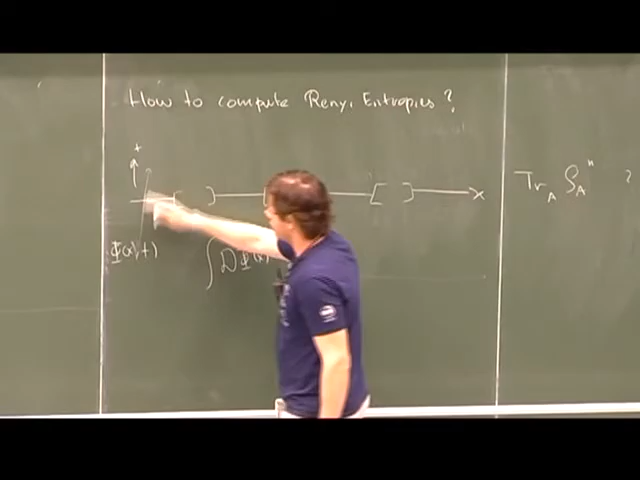 How to compute Renyi Entropies ?
t
[ ] [ [ ] x
Tr_A ρ_A^n ?
Φ(x,t)
∫ DΦ(x)